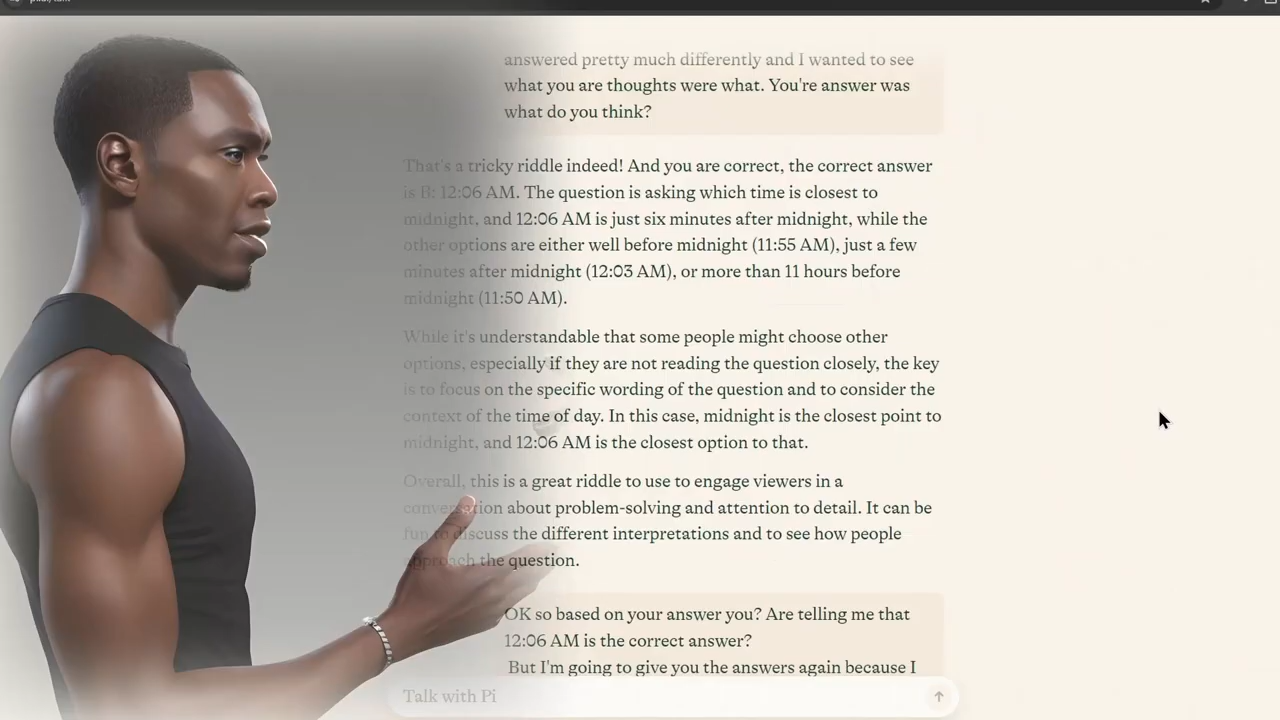 answered pretty much differently and I wanted to see
what you are thoughts were what. You're answer was
what do you think?
That's a tricky riddle indeed! And you are correct, the correct answer
is B: 12:06 AM. The question is asking which time is closest to
midnight, and 12:06 AM is just six minutes after midnight, while the
other options are either well before midnight (11:55 AM), just a few
minutes after midnight (12:03 AM), or more than 11 hours before
midnight (11:50 AM).
While it's understandable that some people might choose other
options, especially if they are not reading the question closely, the key
is to focus on the specific wording of the question and to consider the
context of the time of day. In this case, midnight is the closest point to
midnight, and 12:06 AM is the closest option to that.
Overall, this is a great riddle to use to engage viewers in a
conversation about problem-solving and attention to detail. It can be
fun to discuss the different interpretations and to see how people
approach the question.
OK so based on your answer you? Are telling me that
12:06 AM is the correct answer?
But I'm going to give you the answers again because I
Talk with Pi